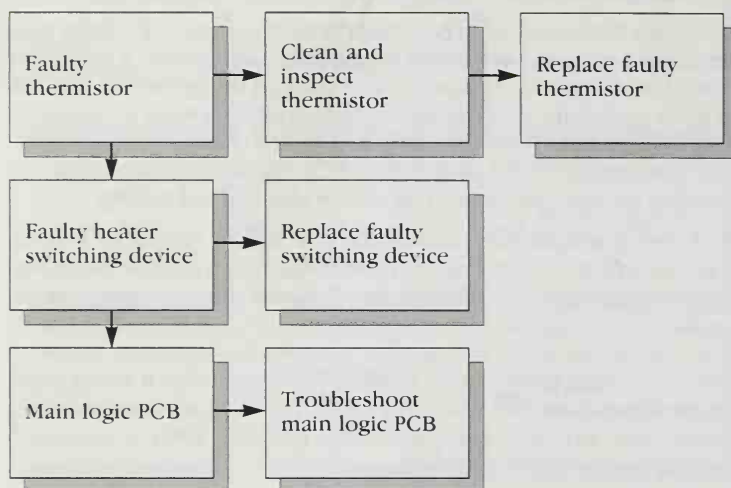 Faulty
thermistor
Clean and
inspect
thermistor
Replace faulty
thermistor
Faulty heater
switching device
Replace faulty
switching device
Main logic PCB
Troubleshoot
main logic PCB